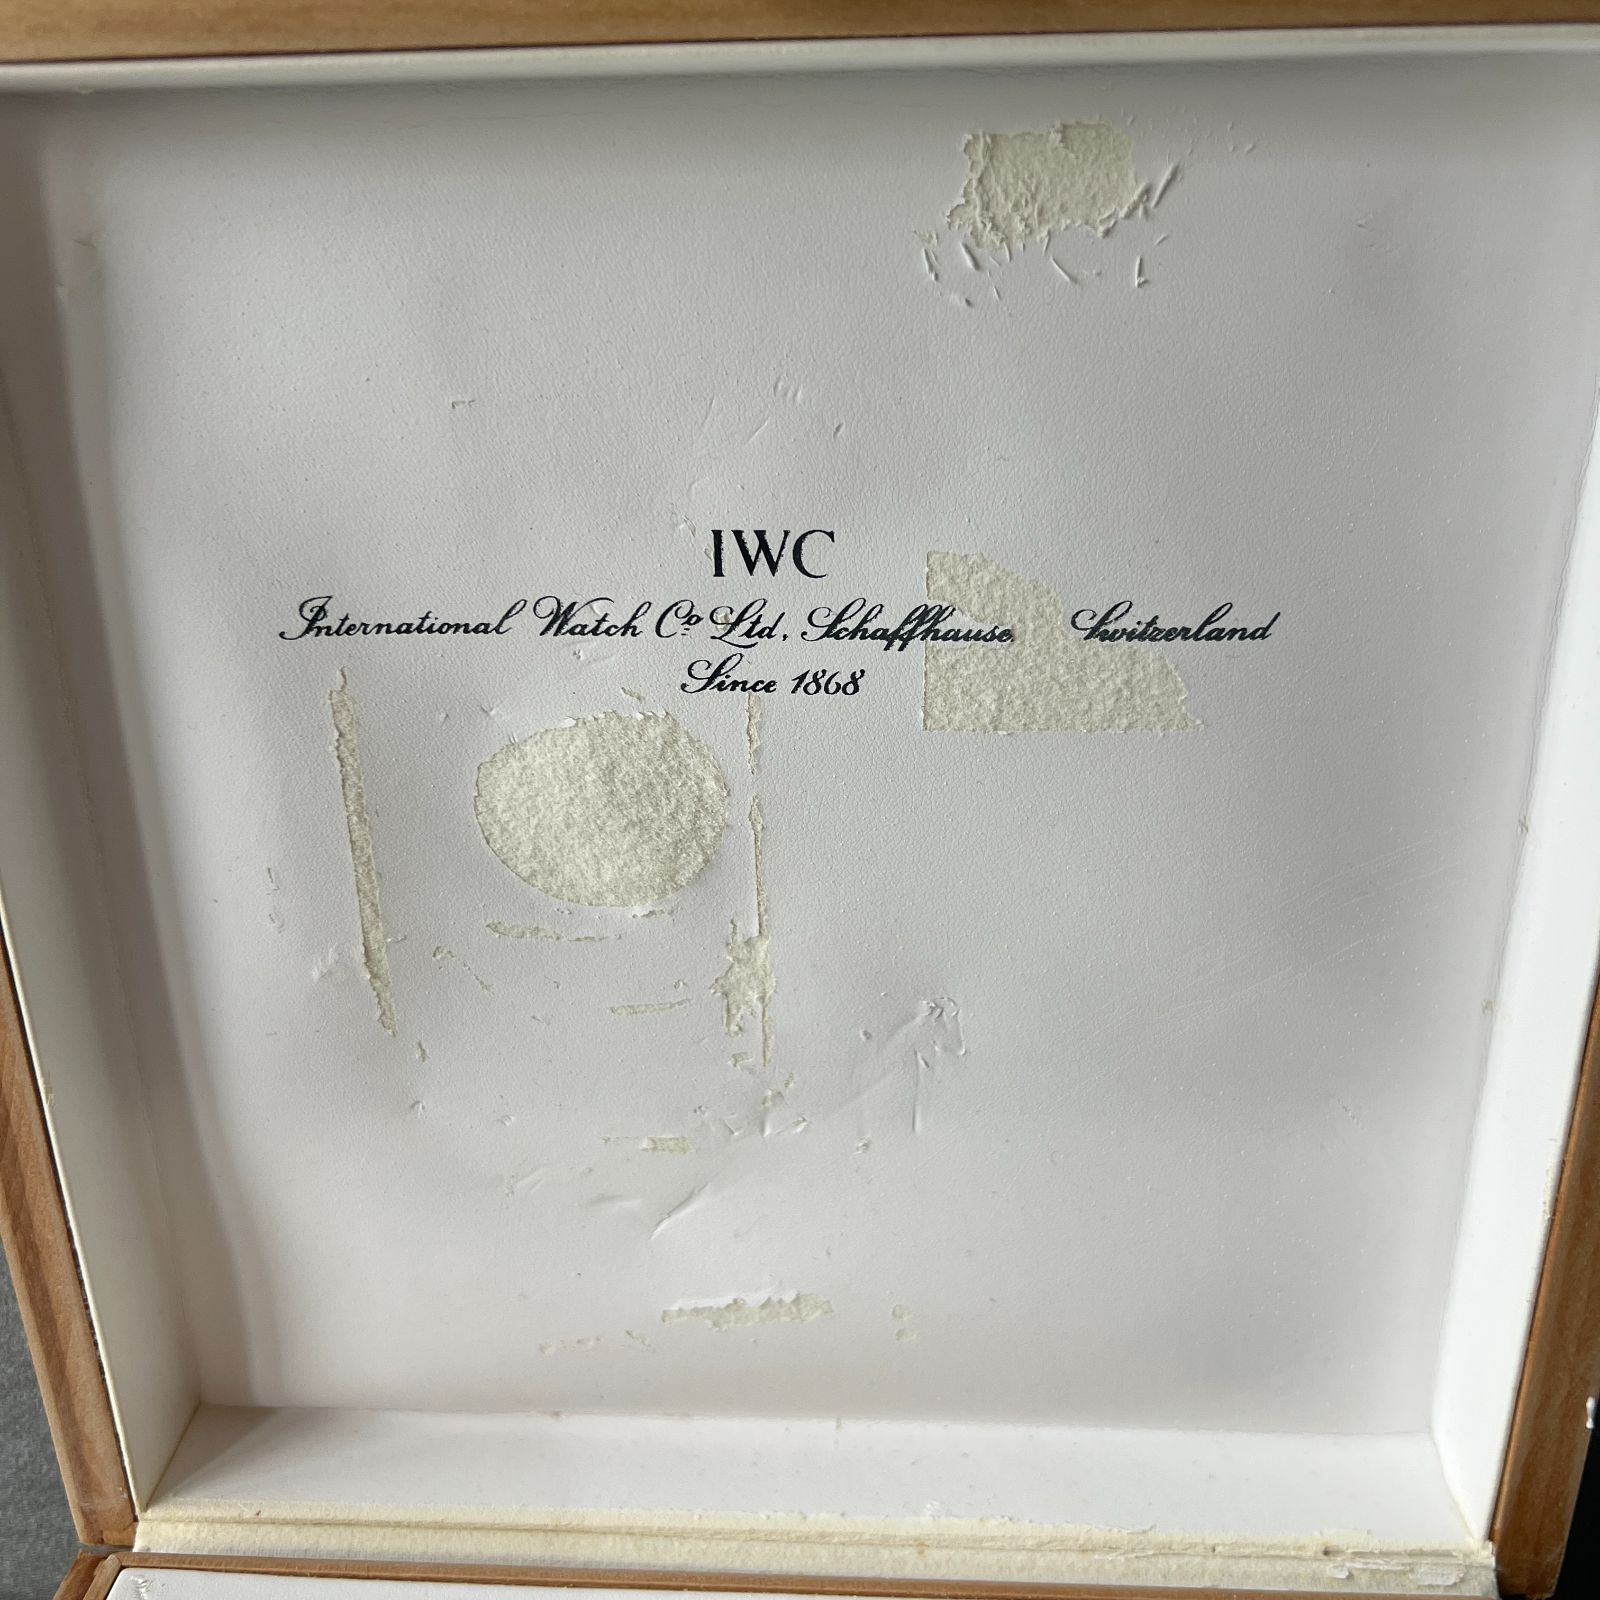 IWC
International Watch Co Ltd, Schaffhause Switzerland
Since 1868